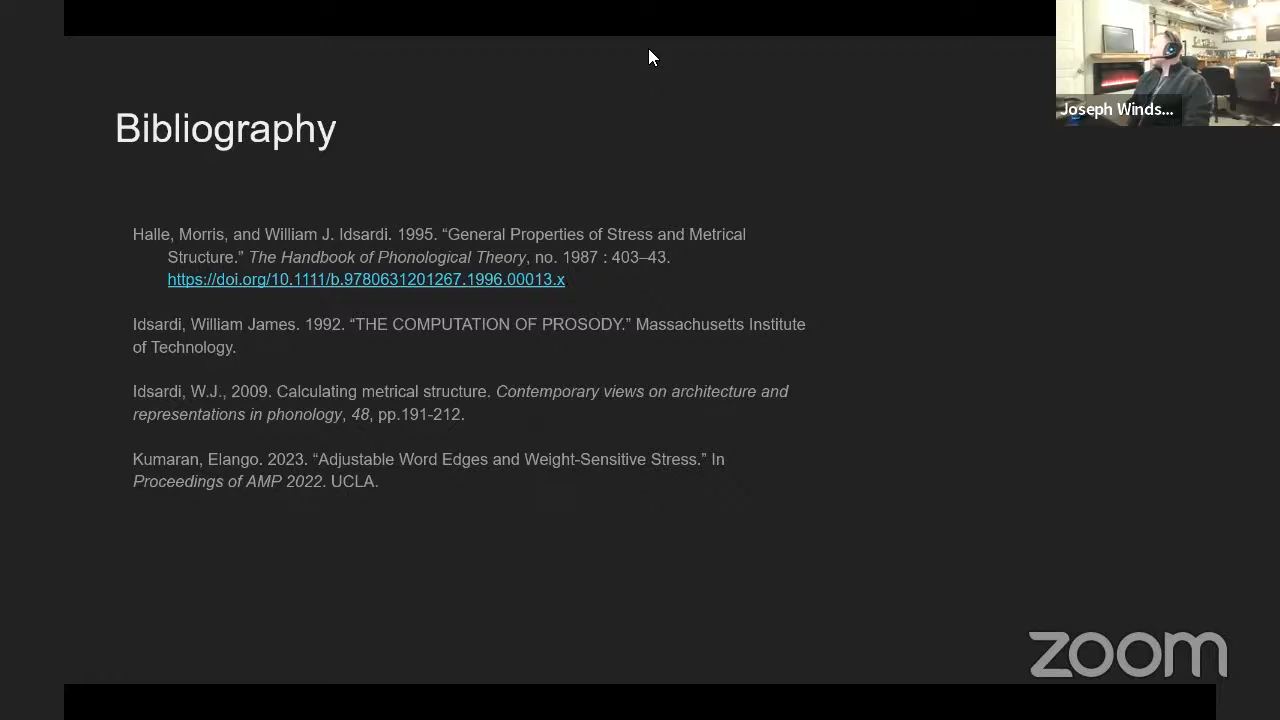 Joseph Winds...
Bibliography
Halle, Morris, and William J. Idsardi. 1995. “General Properties of Stress and Metrical
Structure.” The Handbook of Phonological Theory, no. 1987 : 403–43.
https://doi.org/10.1111/b.9780631201267.1996.00013.x
Idsardi, William James. 1992. “THE COMPUTATION OF PROSODY.” Massachusetts Institute
of Technology.
Idsardi, W.J., 2009. Calculating metrical structure. Contemporary views on architecture and
representations in phonology, 48, pp.191-212.
Kumaran, Elango. 2023. “Adjustable Word Edges and Weight-Sensitive Stress.” In
Proceedings of AMP 2022. UCLA.
zoom